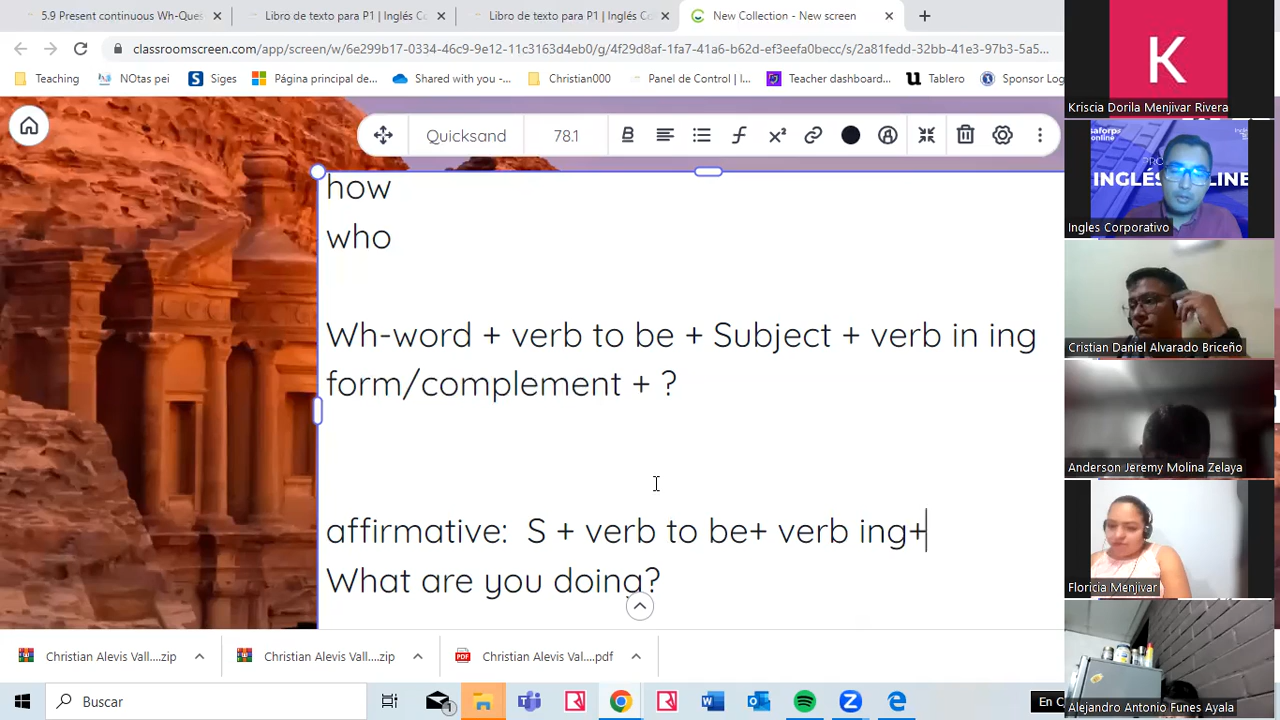 5.9 Present continuous Wh-Ques
Libro de texto para P1 | Inglés Co
Libro de texto para P1 | Inglés Co
New Collection - New screen
classroomscreen.com/app/screen/w/6e299b17-0334-46c9-9f12-11c3163d4eb0/g/4f29d8af-1fa7-41a6-b62d-ef3eefa0becc/s/2a81fedd-32bb-41e3-97b3-5a5...
Teaching
NOtas pei
Siges
Página principal de...
Shared with you -...
Christian000
Panel de Control | I...
Teacher dashboard...
Tablero
Sponsor Log
Quicksand
78.1
how
who
Wh-word + verb to be + Subject + verb in ing
form/complement + ?
affirmative: S + verb to be+ verb ing+
What are you doing?
K
Kriscia Dorila Menjivar Rivera
INGLÉS
Ingles Corporativo
Cristian Daniel Alvarado Briceño
Anderson Jeremy Molina Zelaya
Floricia Menjivar
Alejandro Antonio Funes Ayala
Christian Alevis Vall....zip
Christian Alevis Vall....zip
Christian Alevis Val....pdf
Buscar
1
En C